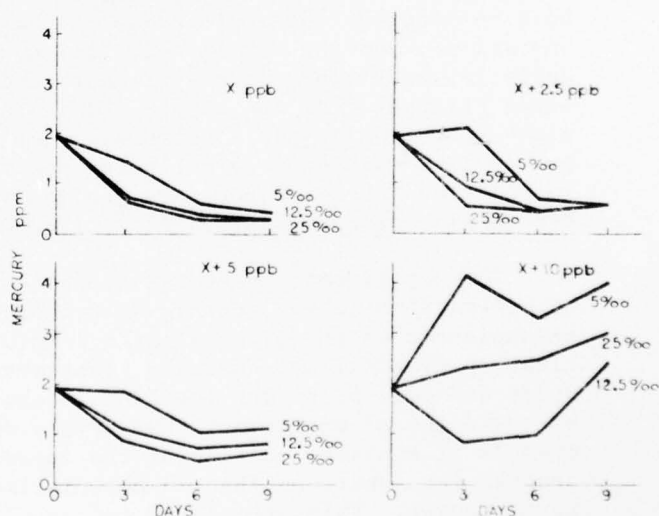 4
3
2
1
0
X ppb
5‰
12.5‰
25‰
X + 2.5 ppb
5‰
12.5‰
25‰
MERCURY ppm
4
3
2
1
0
0 3 6 9
DAYS
X + 5 ppb
5‰
12.5‰
25‰
X + 10 ppb
5‰
25‰
12.5‰
0 3 6 9
DAYS